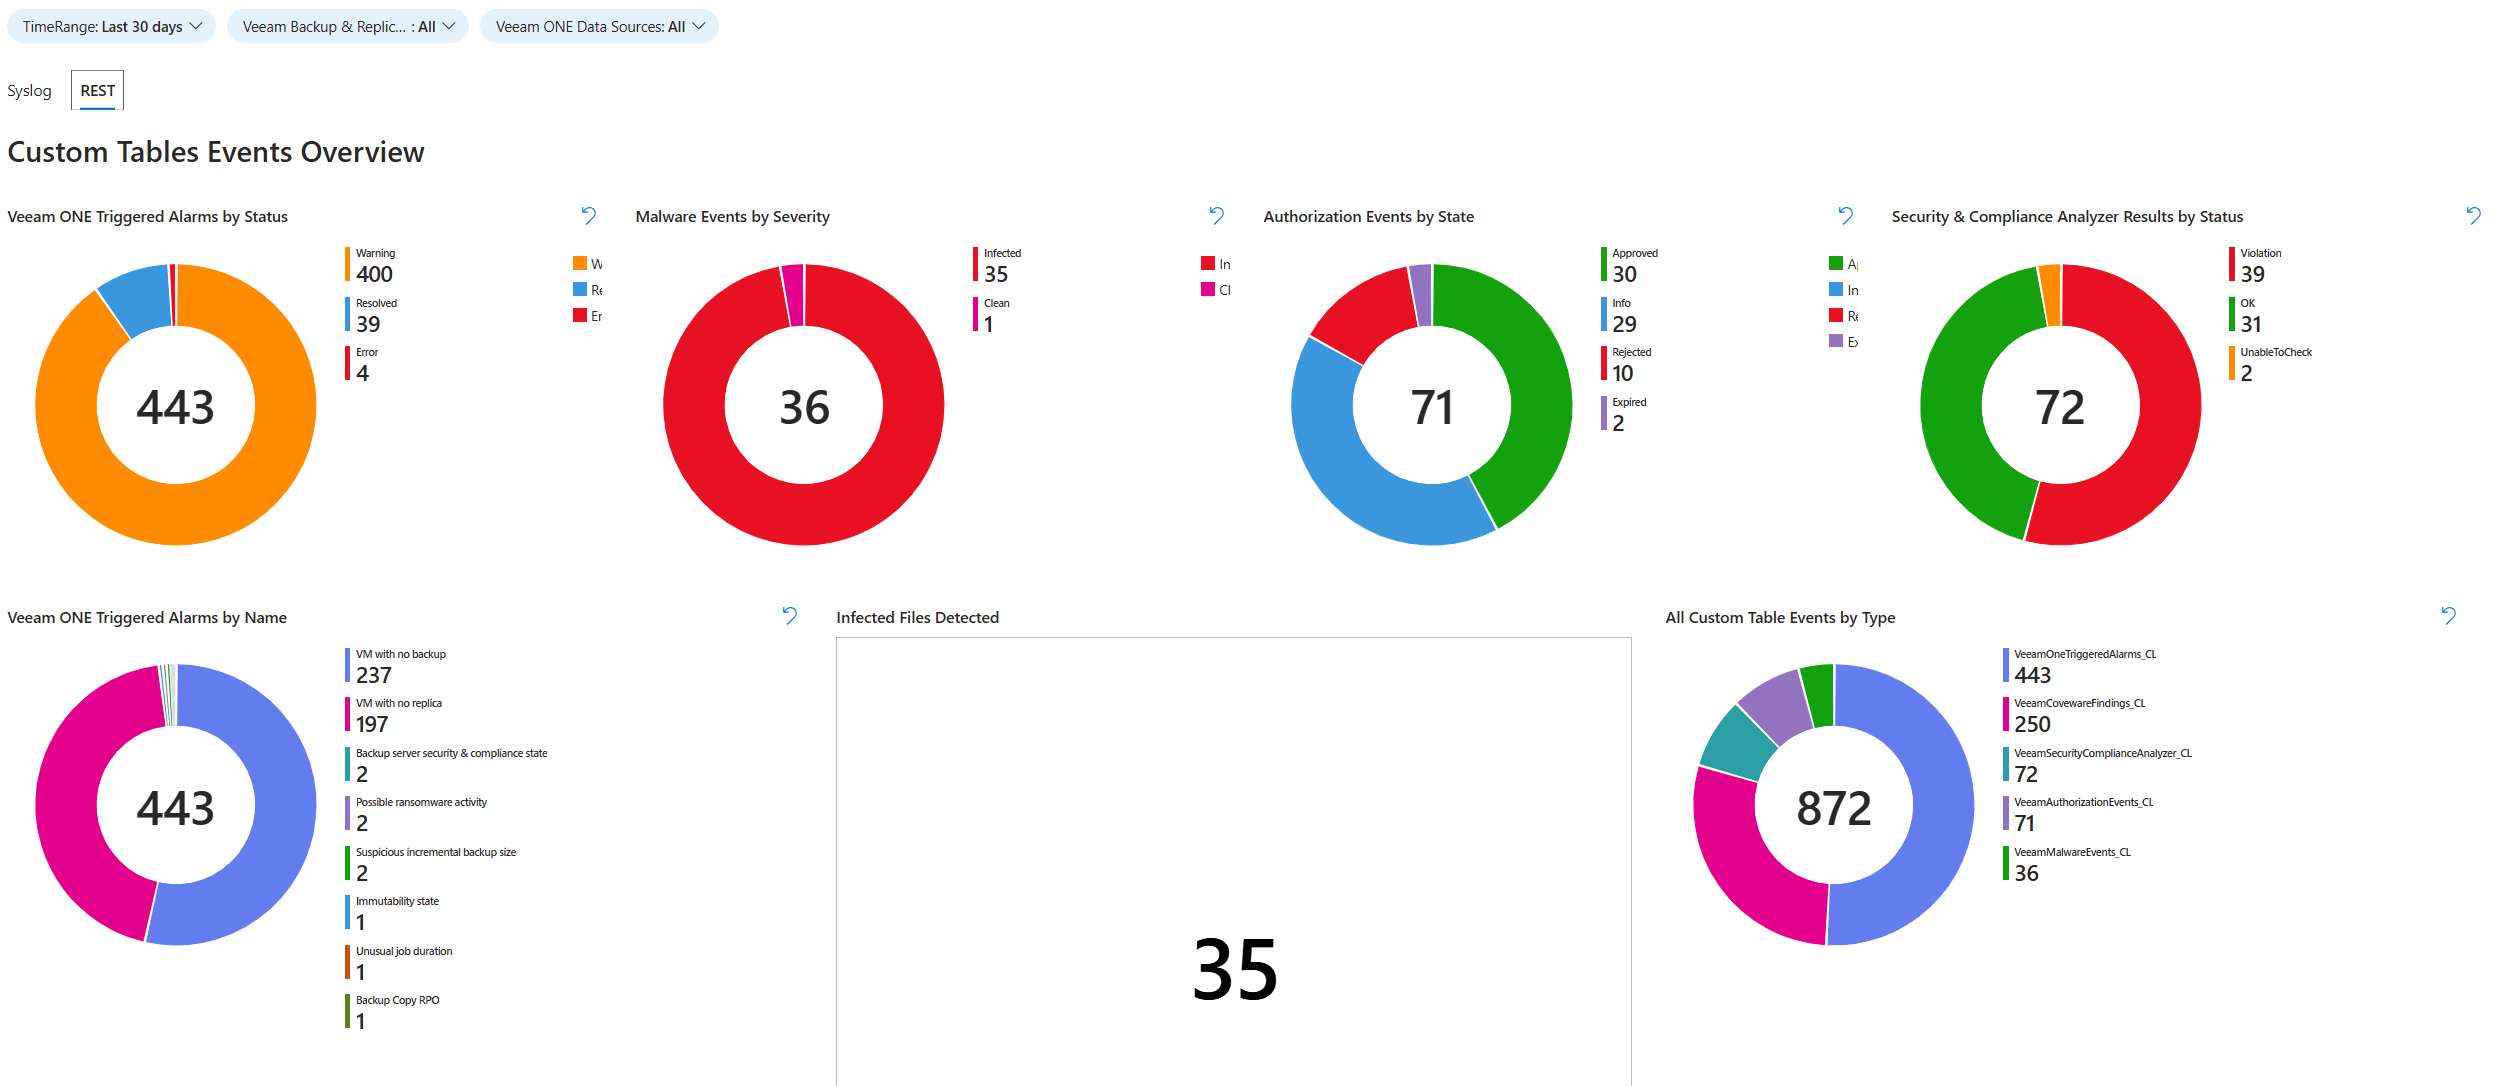 TimeRange: Last 30 days
Veeam Backup & Replic... : All
Veeam ONE Data Sources: All
Syslog
REST
Custom Tables Events Overview
Veeam ONE Triggered Alarms by Status
Warning
400
Resolved
39
Error
4
443
W
Re
Er
Malware Events by Severity
Infected
35
Clean
1
36
In
Cl
Authorization Events by State
Approved
30
Info
29
Rejected
10
Expired
2
71
In
Re
Security & Compliance Analyzer Results by Status
Violation
39
OK
31
UnableToCheck
2
72
Veeam ONE Triggered Alarms by Name
VM with no backup
237
VM with no replica
197
Backup server security & compliance state
2
Possible ransomware activity
2
Suspicious incremental backup size
2
Immutability state
1
Unusual job duration
1
Backup Copy RPO
1
443
Infected Files Detected
35
All Custom Table Events by Type
VeeamOneTriggeredAlarms_CL
443
VeeamCovewareFindings_CL
250
VeeamSecurityComplianceAnalyzer_CL
72
VeeamAuthorizationEvents_CL
71
VeeamMalwareEvents_CL
36
872